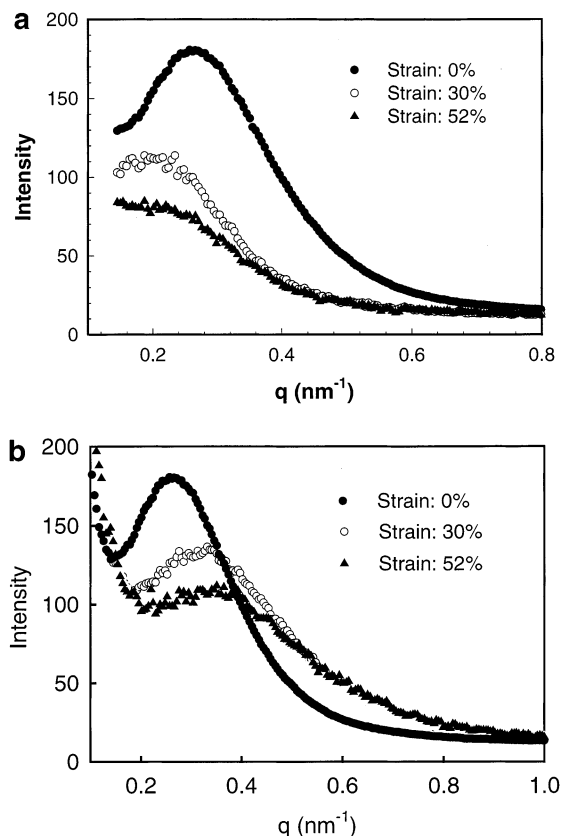 a
200
150
100
50
0
Intensity
Strain: 0%
Strain: 30%
Strain: 52%
0.2 0.4 0.6 0.8
q (nm⁻¹)
b
200
150
100
50
0
Intensity
Strain: 0%
Strain: 30%
Strain: 52%
0.2 0.4 0.6 0.8 1.0
q (nm⁻¹)